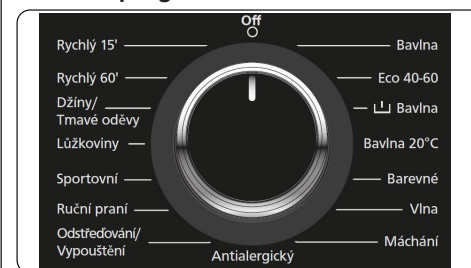 Off
Rychlý 15'
Rychlý 60'
Džíny/
Tmavé oděvy
Lůžkoviny
Sportovní
Ruční praní
Odstřeďování/
Vypouštění
Antialergický
Bavlna
Eco 40-60
Bavlna
Bavlna 20°C
Barevné
Vlna
Máchání